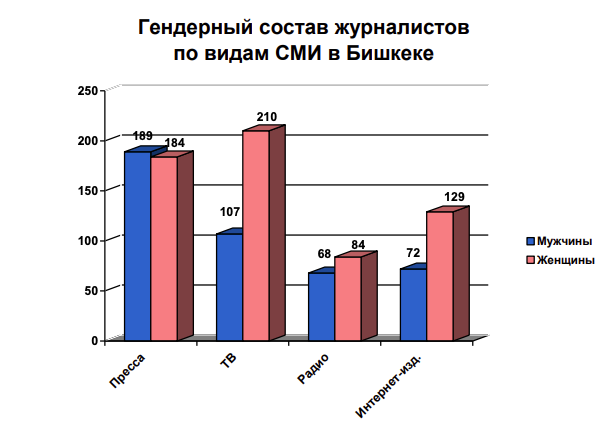 Гендерный состав журналистов
по видам СМИ в Бишкеке
250
200
150
100
50
0
189
184
107
210
68
84
72
129
Пресса
ТВ
Радио
Интернет-изд.
Мужчины
Женщины